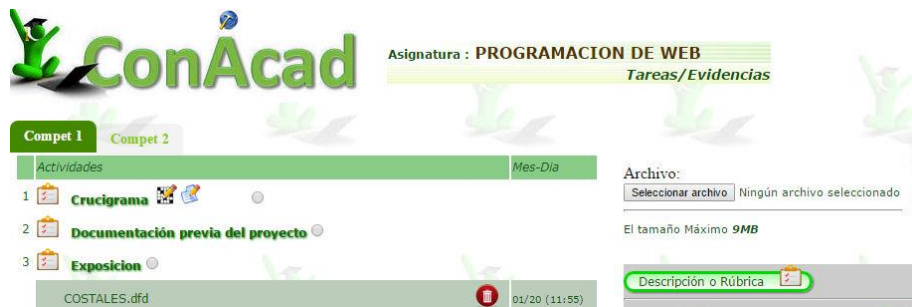 ConAcad
Asignatura : PROGRAMACION DE WEB
Tareas/Evidencias
Compet 1 Compet 2
Actividades Mes-Dia
1 Crucigrama
2 Documentación previa del proyecto
3 Exposicion
COSTALES.dfd 01/20 (11:55)
Archivo:
Seleccionar archivo Ningún archivo seleccionado
El tamaño Máximo 9MB
Descripción o Rúbrica